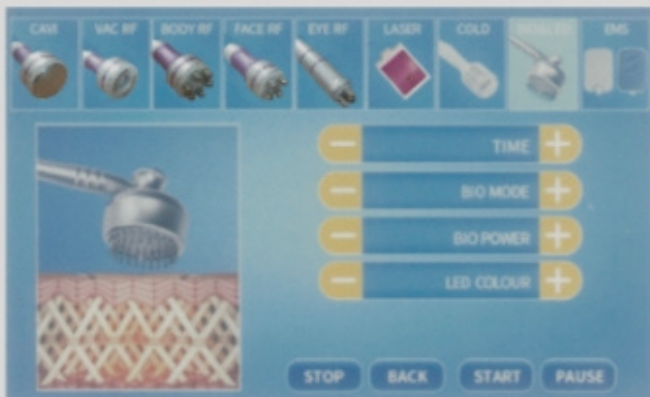 CAVI
VAC RF
BODY RF
FACE RF
EYE RF
LASER
COLD
EMS
TIME
BIO MODE
BIO POWER
LED COLOUR
STOP
BACK
START
PAUSE